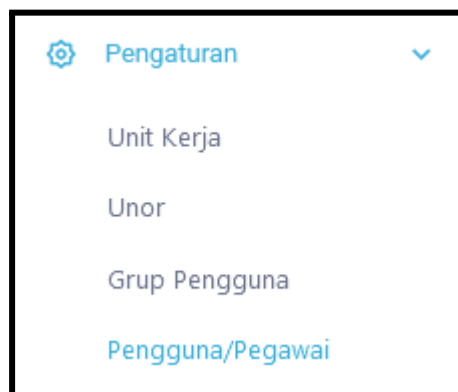 Pengaturan
Unit Kerja
Unor
Grup Pengguna
Pengguna/Pegawai